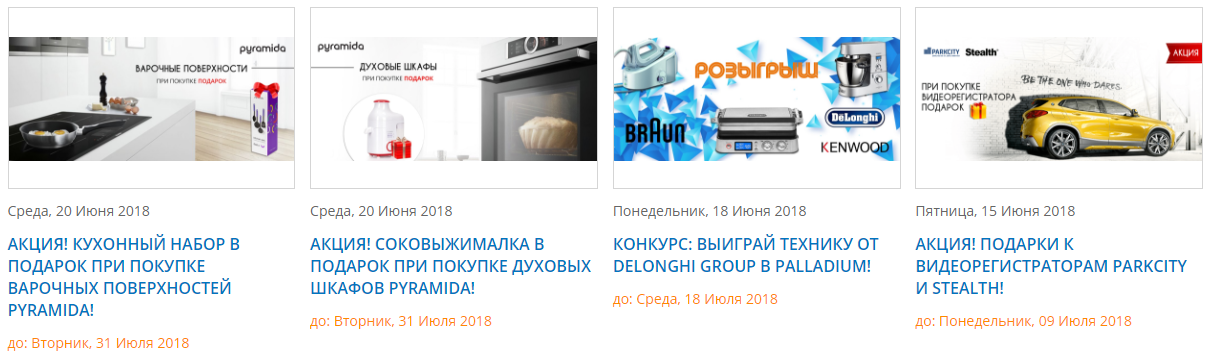 pyramida
ВАРОЧНЫЕ ПОВЕРХНОСТИ
ПРИ ПОКУПКЕ ПОДАРОК
Среда, 20 Июня 2018
АКЦИЯ! КУХОННЫЙ НАБОР В
ПОДАРОК ПРИ ПОКУПКЕ
ВАРОЧНЫХ ПОВЕРХНОСТЕЙ
PYRAMIDA!
до: Вторник, 31 Июля 2018
pyramida
ДУХОВЫЕ ШКАФЫ
ПРИ ПОКУПКЕ ПОДАРОК
Среда, 20 Июня 2018
АКЦИЯ! СОКОВЫЖИМАЛКА В
ПОДАРОК ПРИ ПОКУПКЕ ДУХОВЫХ
ШКАФОВ PYRAMIDA!
до: Вторник, 31 Июля 2018
РОЗЫГРЫШ
BRAUN
DeLonghi
KENWOOD
Понедельник, 18 Июня 2018
КОНКУРС: ВЫИГРАЙ ТЕХНИКУ ОТ
DELONGHI GROUP В PALLADIUM!
до: Среда, 18 Июля 2018
PARKCITY Stealth®
АКЦИЯ
ПРИ ПОКУПКЕ
ВИДЕОРЕГИСТРАТОРА
ПОДАРОК
BE THE ONE WHO DARES.
Пятница, 15 Июня 2018
АКЦИЯ! ПОДАРКИ К
ВИДЕОРЕГИСТРАТОРАМ PARKCITY
И STEALTH!
до: Понедельник, 09 Июля 2018